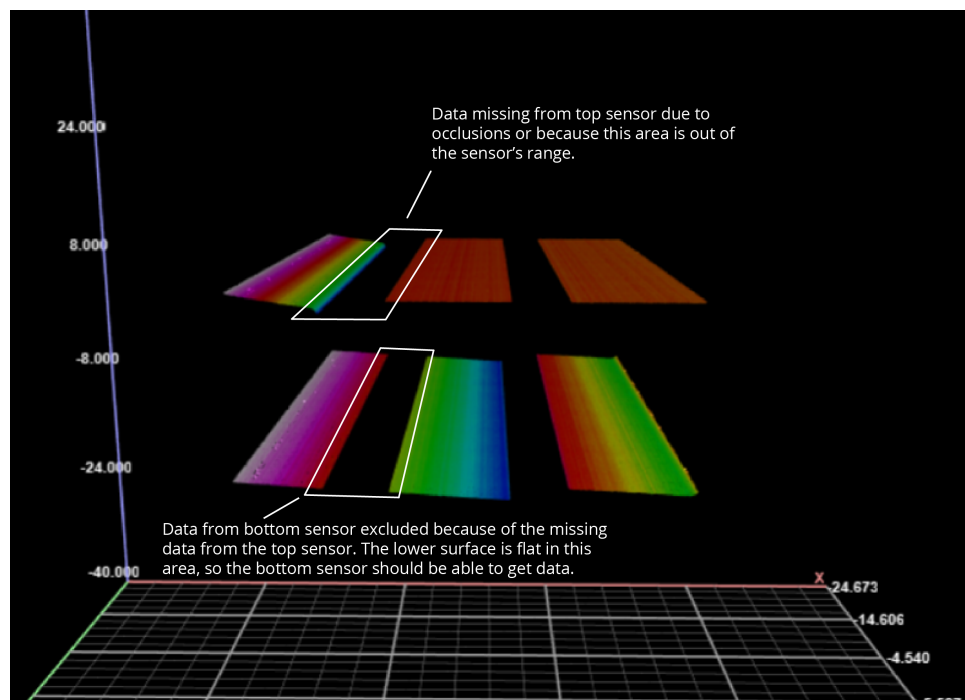 Data missing from top sensor due to
occlusions or because this area is out of
the sensor's range.
24.000
8.000
-8.000
-24.000
Data from bottom sensor excluded because of the missing
data from the top sensor. The lower surface is flat in this
area, so the bottom sensor should be able to get data.
-40.000
X
-24.673
-14.606
-4.540